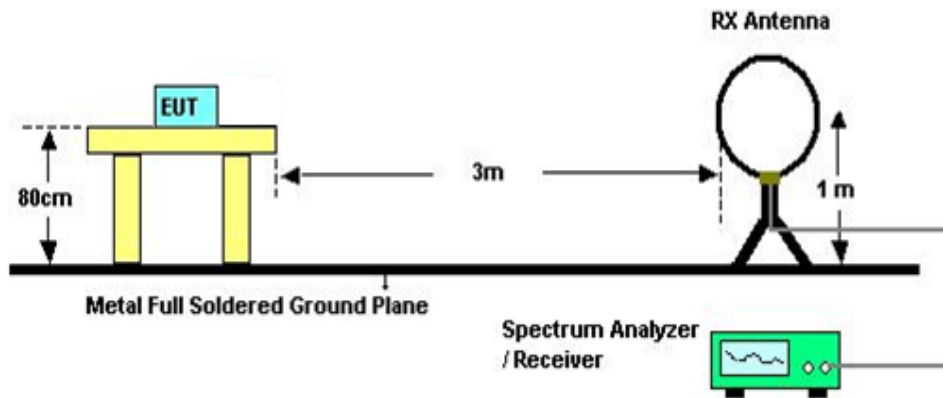 RX Antenna
EUT
3m
80cm
1 m
Metal Full Soldered Ground Plane
Spectrum Analyzer
/ Receiver